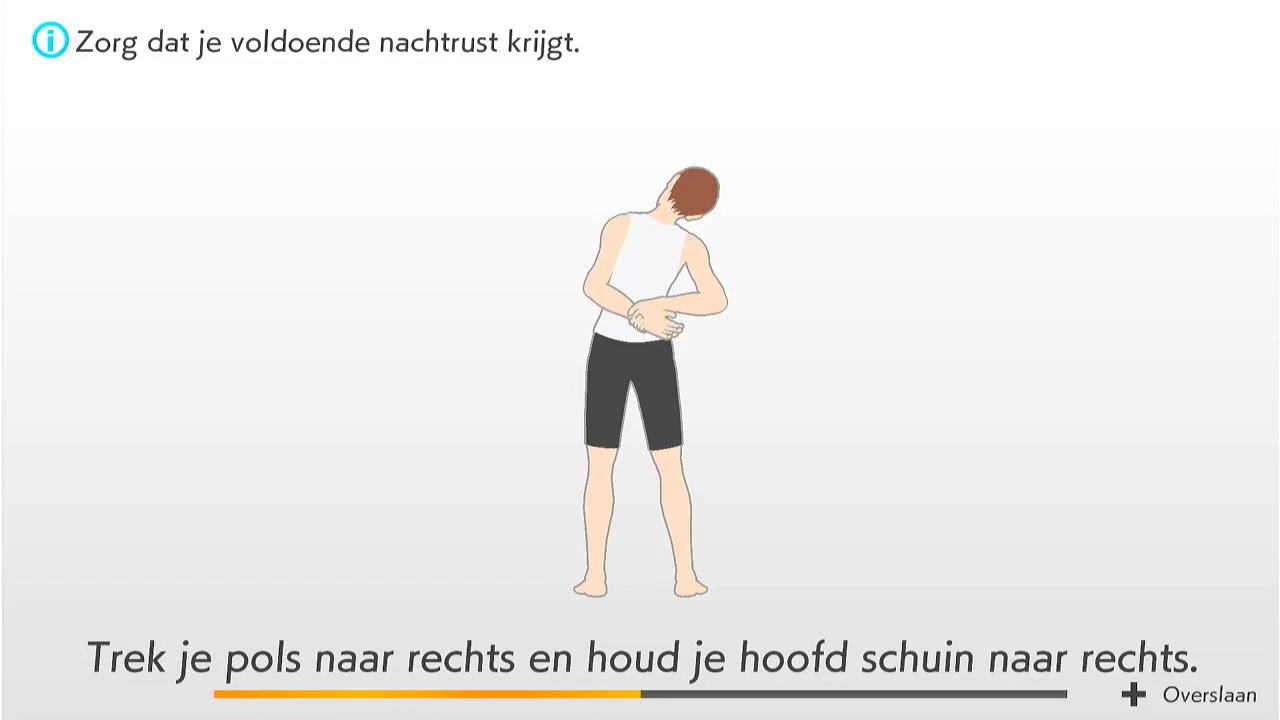 Zorg dat je voldoende nachtrust krijgt.
Trek je pols naar rechts en houd je hoofd schuin naar rechts.
Overslaan